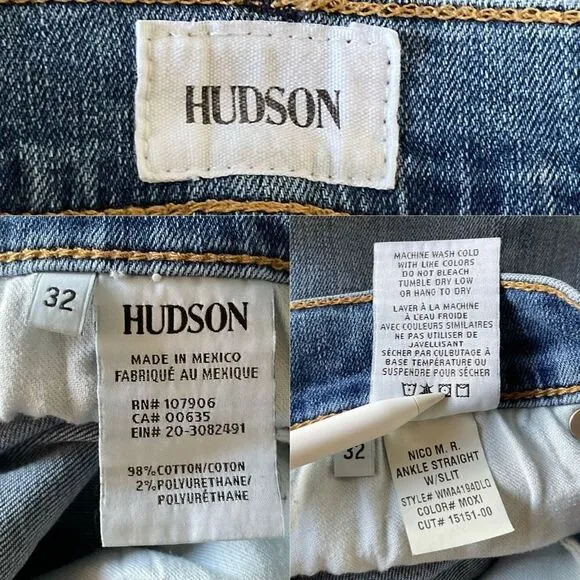 HUDSON
32
HUDSON
MADE IN MEXICO
FABRIQUÉ AU MEXIQUE
RN# 107906
CA# 00635
EIN# 20-3082491
98% COTTON/COTON
2% POLYURETHANE/
POLYURÉTHANE
MACHINE WASH COLD
WITH LIKE COLORS
DO NOT BLEACH
TUMBLE DRY LOW
OR HANG TO DRY
LAVER À LA MACHINE
À L'EAU FROIDE
AVEC COULEURS SIMILAIRES
NE PAS UTILISER DE
JAVELLISANT
SÉCHER PAR CULBUTAGE À
BASE TEMPÉRATURE OU
SUSPENDRE POUR SÉCHER
32
NICO M. R.
ANKLE STRAIGHT
W/SLIT
STYLE# WMA4194DLQ
COLOR# MOXI
CUT# 15151-00